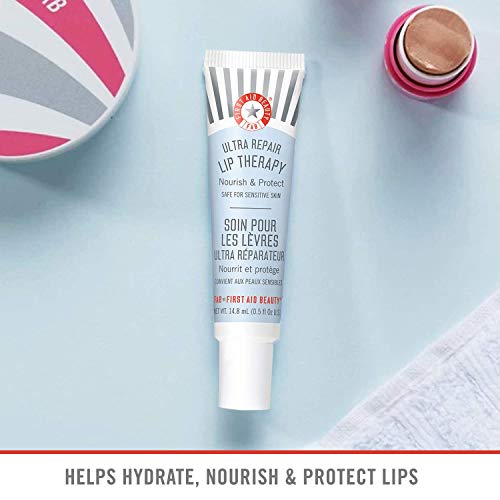 FIRST AID BEAUTY
FAB
ULTRA REPAIR
LIP THERAPY
Nourish & Protect
SAFE FOR SENSITIVE SKIN
SOIN POUR
LES LÈVRES
ULTRA RÉPARATEUR
Nourrit et protège
CONVIENT AUX PEAUX SENSIBLES
FAB FIRST AID BEAUTY
NET WT. 14.8 mL (0.5 fl Oz U.S.)
HELPS HYDRATE, NOURISH & PROTECT LIPS